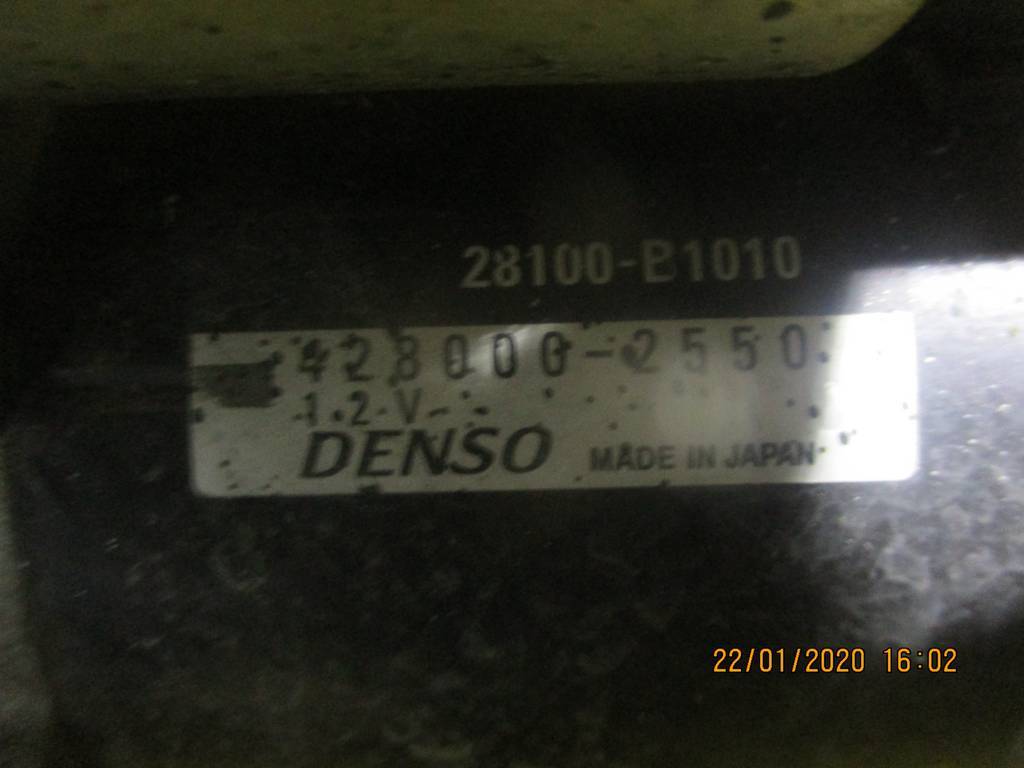 28100-B1010
428000-2550
12V
DENSO MADE IN JAPAN
22/01/2020 16:02